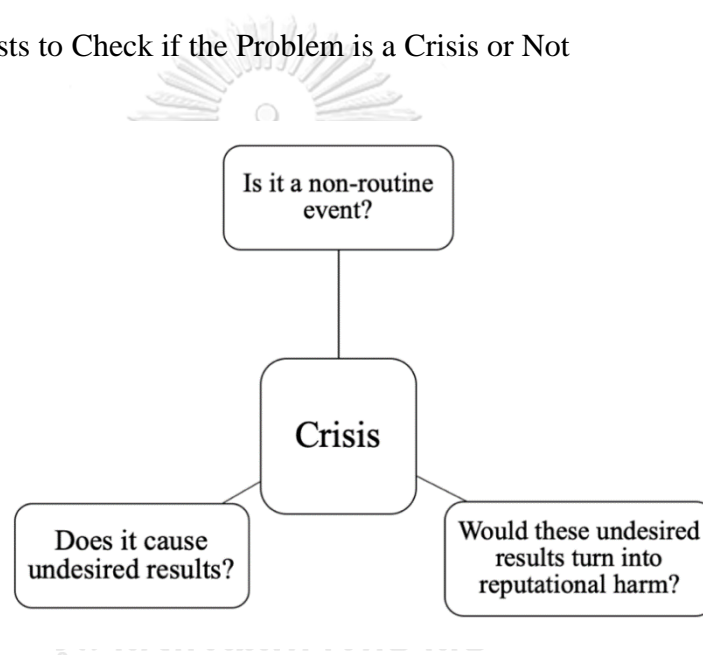 to Check if the Problem is a Crisis or Not
Is it a non-routine
event?
Crisis
Does it cause
undesired results?
Would these undesired
results turn into
reputational harm?